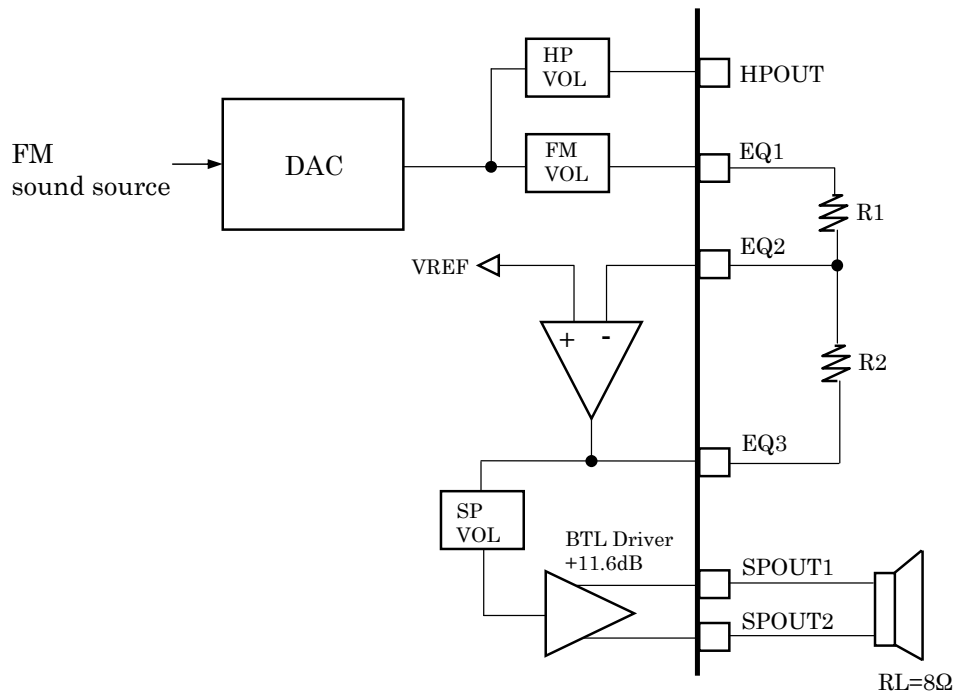 HP
VOL
HPOUT
FM
sound source
DAC
FM
VOL
EQ1
R1
VREF
EQ2
+ -
R2
EQ3
SP
VOL
BTL Driver
+11.6dB
SPOUT1
SPOUT2
RL=8Ω